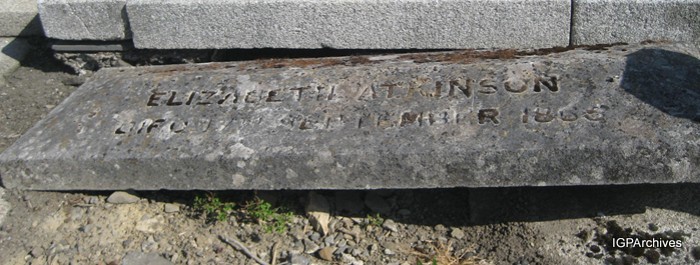 ELIZABETH ATKINSON
DIED SEPTEMBER
IGPArchives